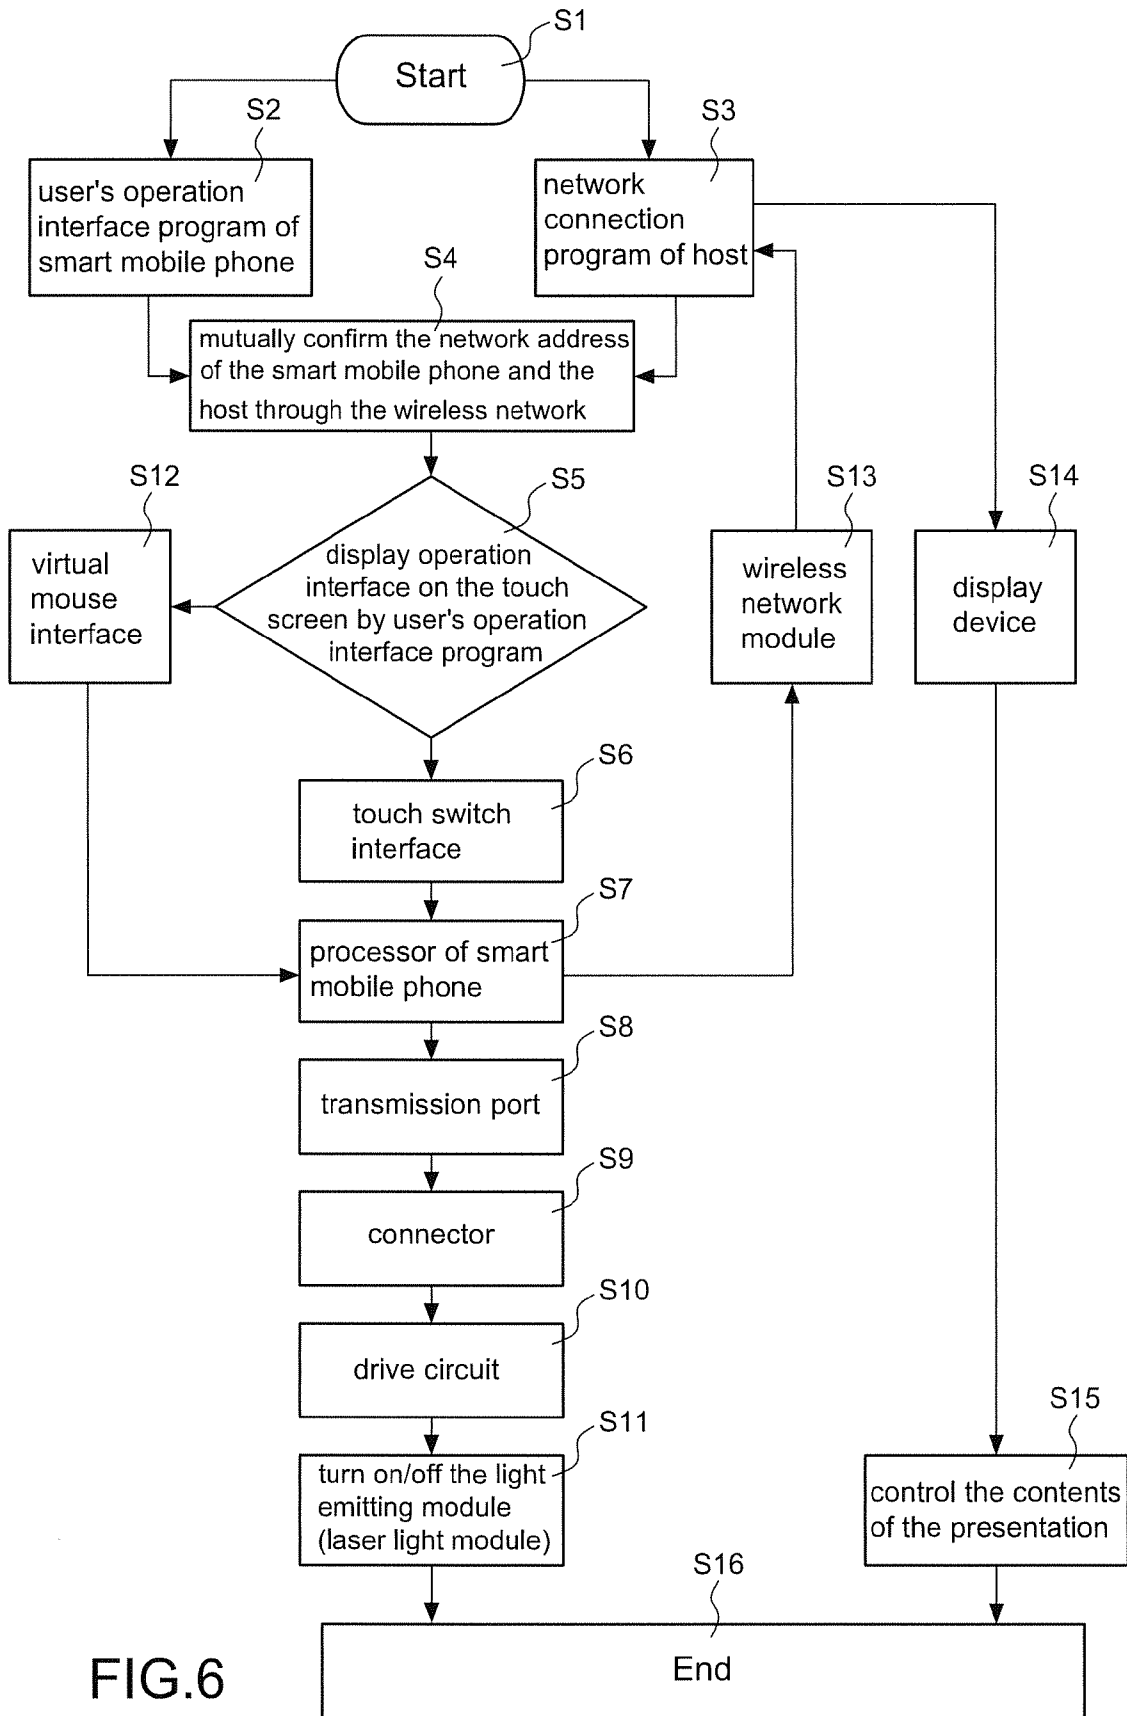 S1
Start
S2
user's operation
interface program of
smart mobile phone
S3
network
connection
program of host
S4
mutually confirm the network address
of the smart mobile phone and the
host through the wireless network
S12
virtual
mouse
interface
S5
display operation
interface on the touch
screen by user's operation
interface program
S13
wireless
network
module
S14
display
device
S6
touch switch
interface
S7
processor of smart
mobile phone
S8
transmission port
S9
connector
S10
drive circuit
S11
turn on/off the light
emitting module
(laser light module)
S15
control the contents
of the presentation
S16
End
FIG.6